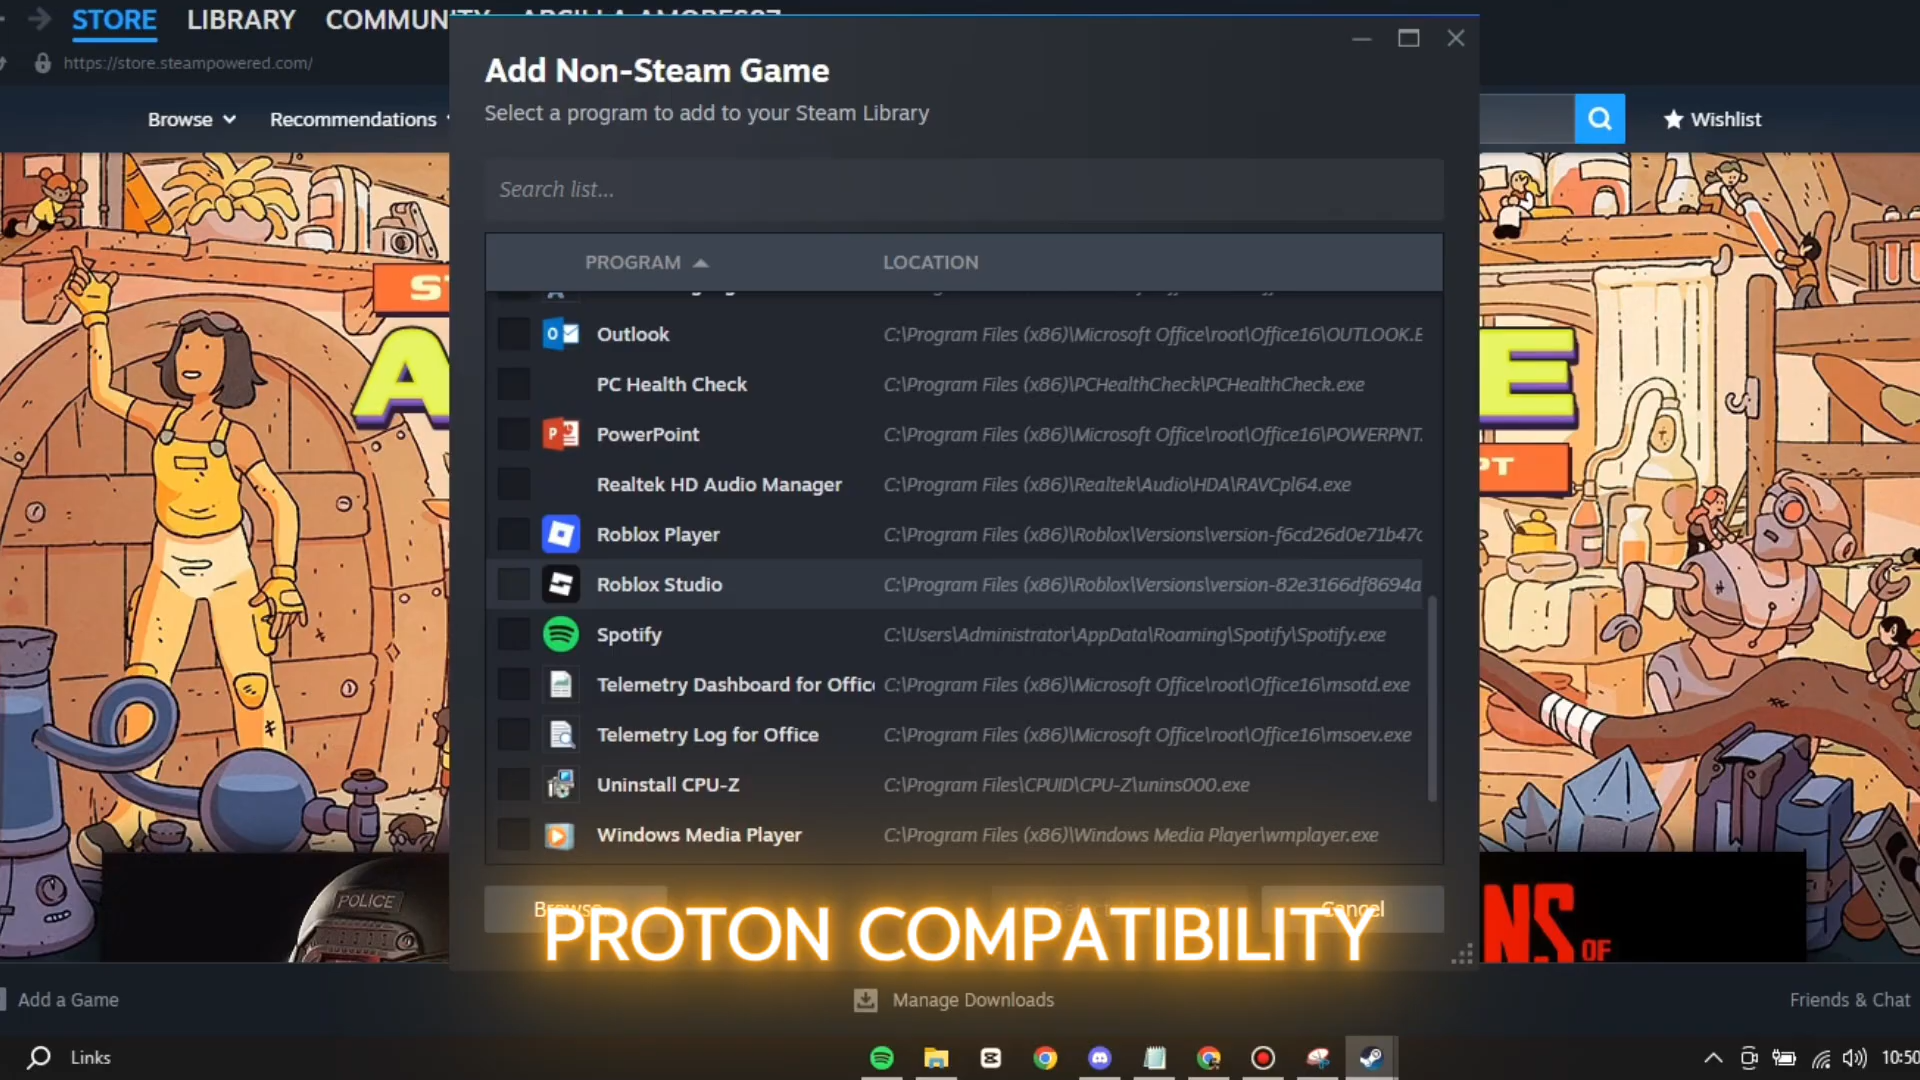 STORE LIBRARY COMMUNITY
https://store.steampowered.com/
Browse
Recommendations
Wishlist
Add Non-Steam Game
Select a program to add to your Steam Library
Search list...
PROGRAM LOCATION
Outlook C:\Program Files (x86)\Microsoft Office\root\Office16\OUTLOOK.E
PC Health Check C:\Program Files (x86)\PCHealthCheck\PCHealthCheck.exe
PowerPoint C:\Program Files (x86)\Microsoft Office\root\Office16\POWERPNT.
Realtek HD Audio Manager C:\Program Files (x86)\Realtek\Audio\HDA\RAVCpl64.exe
Roblox Player C:\Program Files (x86)\Roblox\Versions\version-f6cd26d0e71b47c
Roblox Studio C:\Program Files (x86)\Roblox\Versions\version-82e3166df8694a
Spotify C:\Users\Administrator\AppData\Roaming\Spotify\Spotify.exe
Telemetry Dashboard for Office C:\Program Files (x86)\Microsoft Office\root\Office16\msotd.exe
Telemetry Log for Office C:\Program Files (x86)\Microsoft Office\root\Office16\msoev.exe
Uninstall CPU-Z C:\Program Files\CPUID\CPU-Z\unins000.exe
Windows Media Player C:\Program Files (x86)\Windows Media Player\wmplayer.exe
Browse... Cancel
PROTON COMPATIBILITY
POLICE
NS OF
Add a Game
Manage Downloads
Friends & Chat
Links
10:50